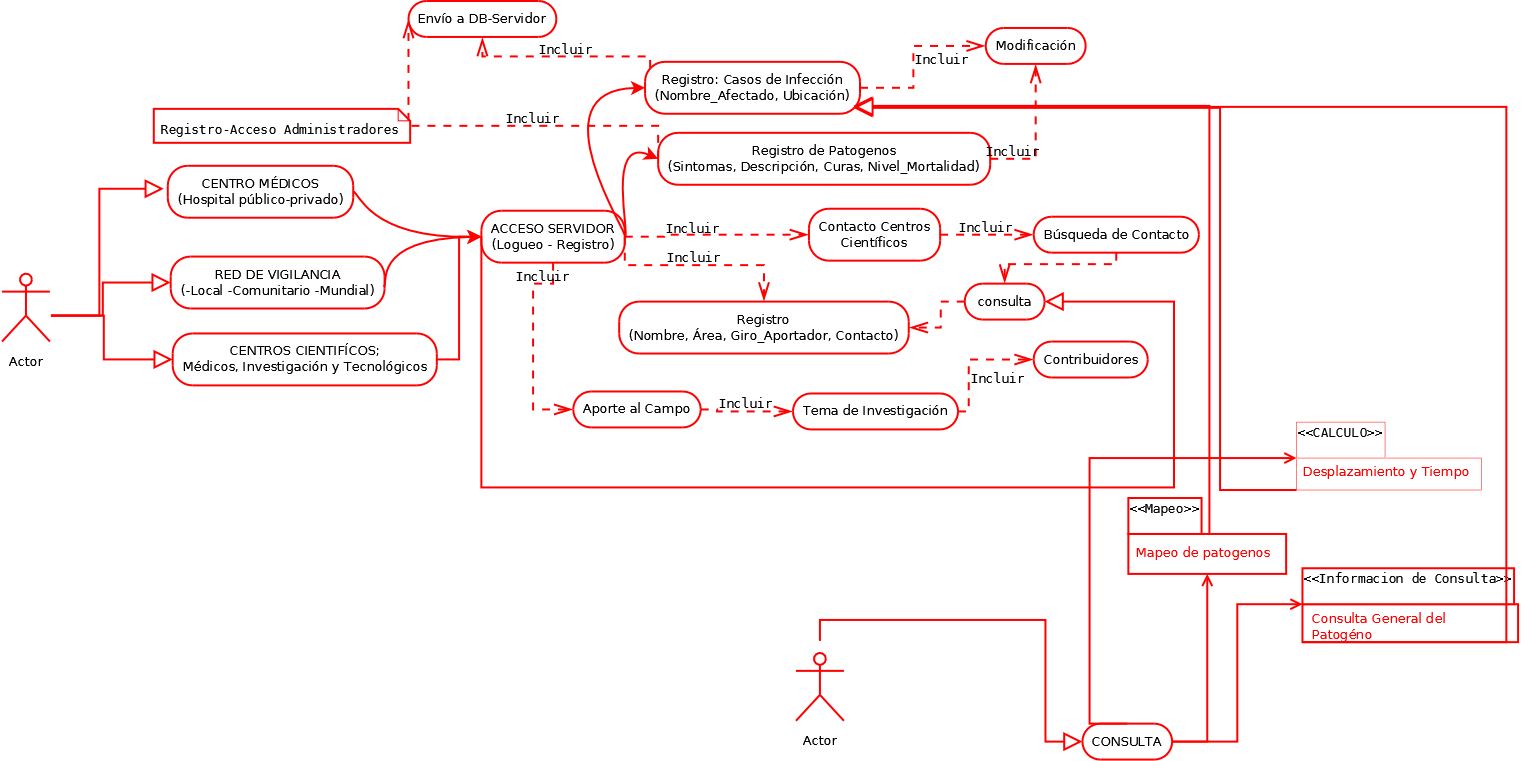 Envío a DB-Servidor
Incluir
Modificación
Incluir
Registro: Casos de Infección
(Nombre_Afectado, Ubicación)
Registro-Acceso Administradores
Incluir
Registro de Patogenos
(Sintomas, Descripción, Curas, Nivel_Mortalidad)
Incluir
CENTRO MÉDICOS
(Hospital público-privado)
ACCESO SERVIDOR
(Logueo - Registro)
Incluir
Contacto Centros
Científicos
Incluir
Búsqueda de Contacto
Incluir
Incluir
RED DE VIGILANCIA
(-Local -Comunitario -Mundial)
consulta
Registro
(Nombre, Área, Giro_Aportador, Contacto)
Actor
CENTROS CIENTIFÍCOS;
Médicos, Investigación y Tecnológicos
Contribuidores
Incluir
Aporte al Campo
Incluir
Tema de Investigación
<<CALCULO>>
Desplazamiento y Tiempo
<<Mapeo>>
Mapeo de patogenos
<<Informacion de Consulta>>
Consulta General del
Patogéno
Actor
CONSULTA